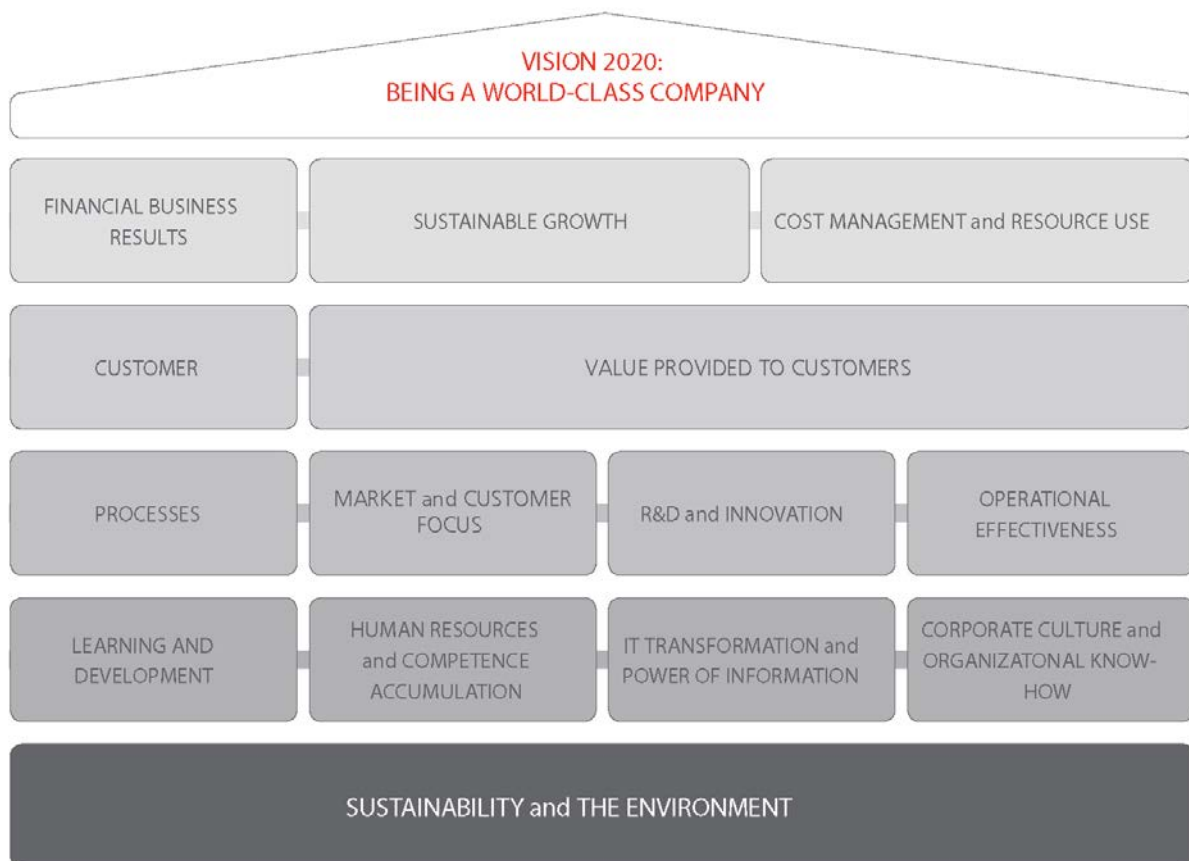 VISION 2020:
BEING A WORLD-CLASS COMPANY
FINANCIAL BUSINESS
RESULTS
SUSTAINABLE GROWTH
COST MANAGEMENT and RESOURCE USE
CUSTOMER
VALUE PROVIDED TO CUSTOMERS
PROCESSES
MARKET and CUSTOMER
FOCUS
R&D and INNOVATION
OPERATIONAL
EFFECTIVENESS
LEARNING AND
DEVELOPMENT
HUMAN RESOURCES
and COMPETENCE
ACCUMULATION
IT TRANSFORMATION and
POWER OF INFORMATION
CORPORATE CULTURE and
ORGANIZATONAL KNOW-
HOW
SUSTAINABILITY and THE ENVIRONMENT